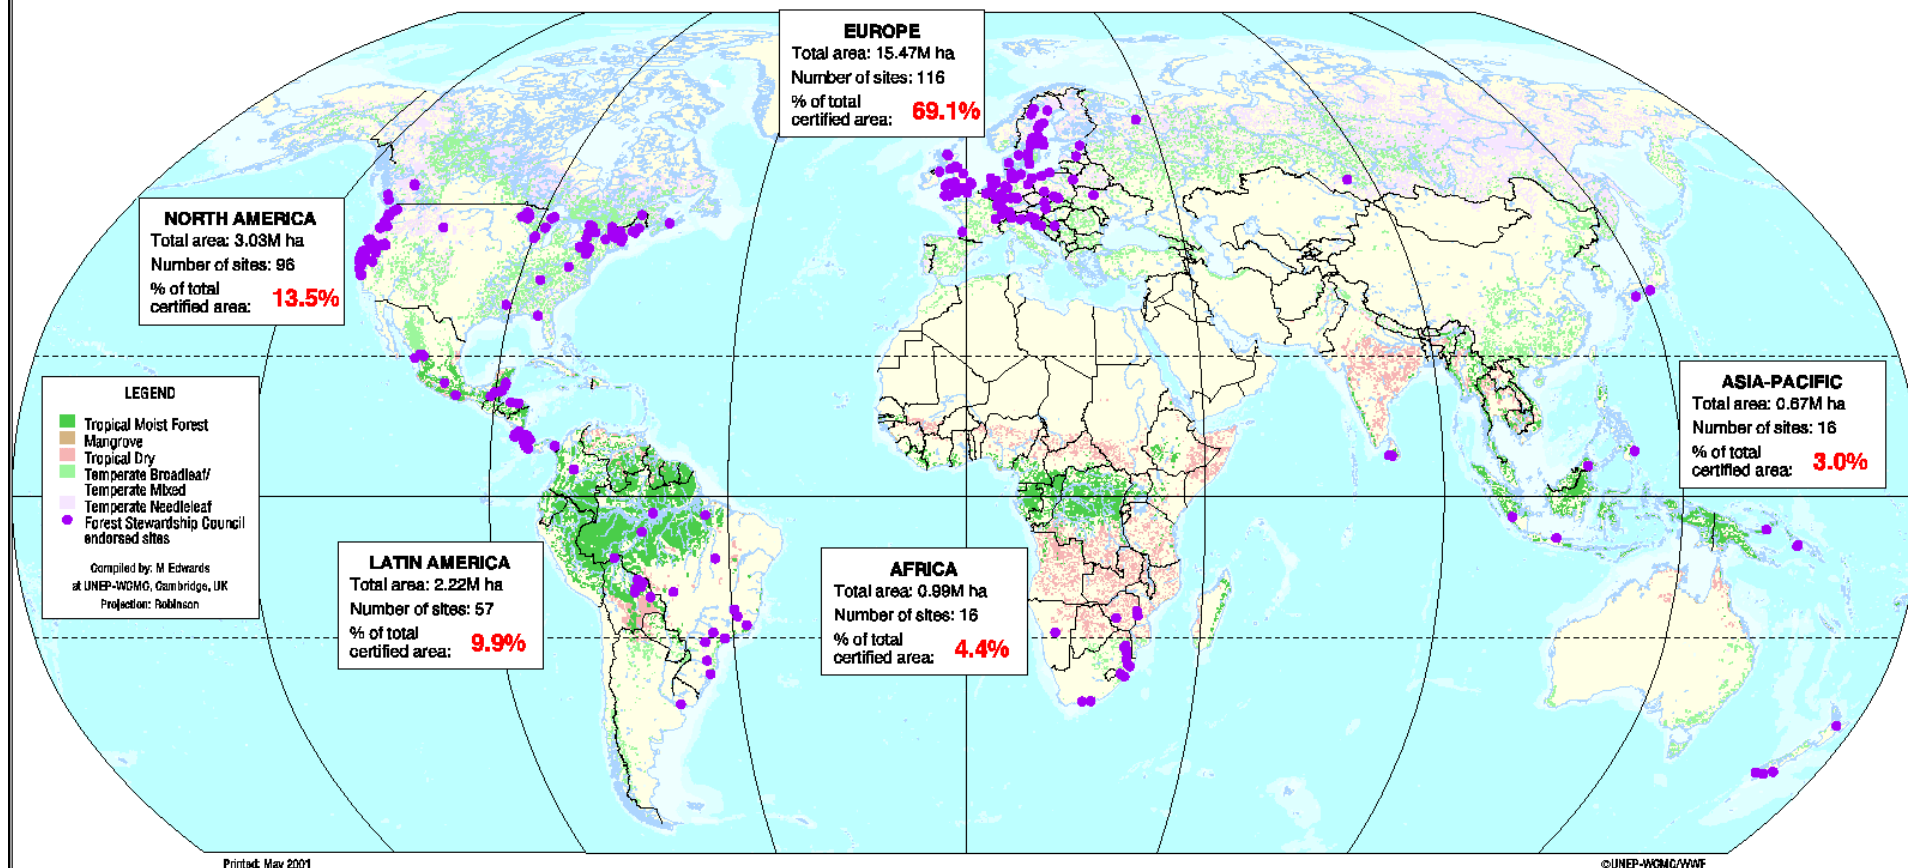 EUROPE
Total area: 15.47M ha
Number of sites: 116
% of total
certified area: 69.1%
NORTH AMERICA
Total area: 3.03M ha
Number of sites: 96
% of total
certified area: 13.5%
LEGEND
Tropical Moist Forest
Mangrove
Tropical Dry
Temperate Broadleaf/
Temperate Mixed
Temperate Needleleaf
Forest Stewardship Council
endorsed sites
Compiled by: M Edwards
at UNEP-WCMC, Cambridge, UK
Projection: Robinson
ASIA-PACIFIC
Total area: 0.67M ha
Number of sites: 16
% of total
certified area: 3.0%
LATIN AMERICA
Total area: 2.22M ha
Number of sites: 57
% of total
certified area: 9.9%
AFRICA
Total area: 0.99M ha
Number of sites: 16
% of total
certified area: 4.4%
Printed: May 2001
©UNEP-WCMC/WWF